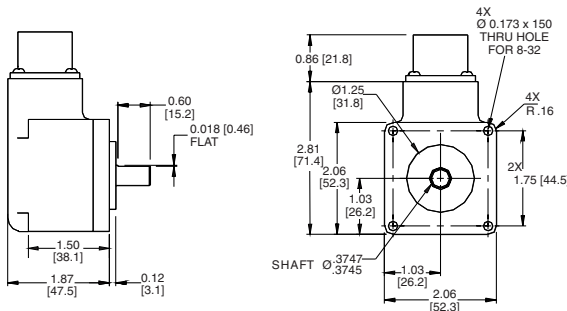 0.60
[15.2]
0.018 [0.46]
FLAT
1.50
[38.1]
1.87
[47.5]
0.12
[3.1]
4X
Ø 0.173 x 150
THRU HOLE
FOR 8-32
0.86 [21.8]
Ø1.25
[31.8]
4X
R .16
2.81
[71.4]
2.06
[52.3]
1.03
[26.2]
2X
1.75 [44.5]
SHAFT Ø .3747
.3745
1.03
[26.2]
2.06
[52.3]